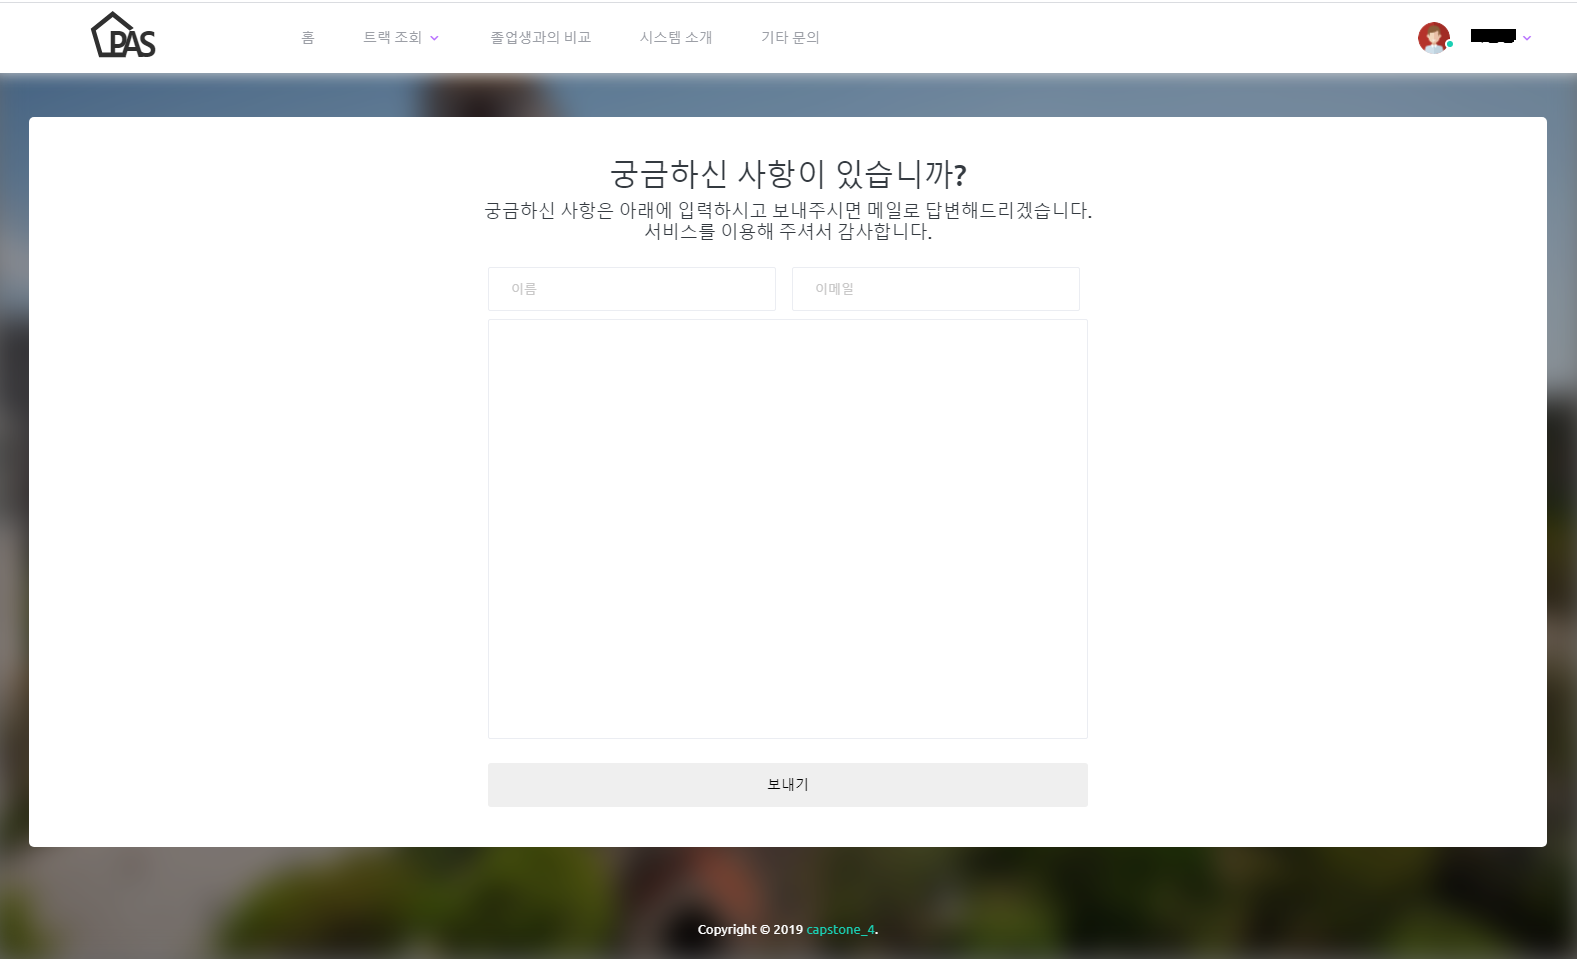 PAS
홈
트랙 조회
졸업생과의 비교
시스템 소개
기타 문의
궁금하신 사항이 있습니까?
궁금하신 사항은 아래에 입력하시고 보내주시면 메일로 답변해드리겠습니다.
서비스를 이용해 주셔서 감사합니다.
이름
이메일
보내기
Copyright © 2019 capstone_4.